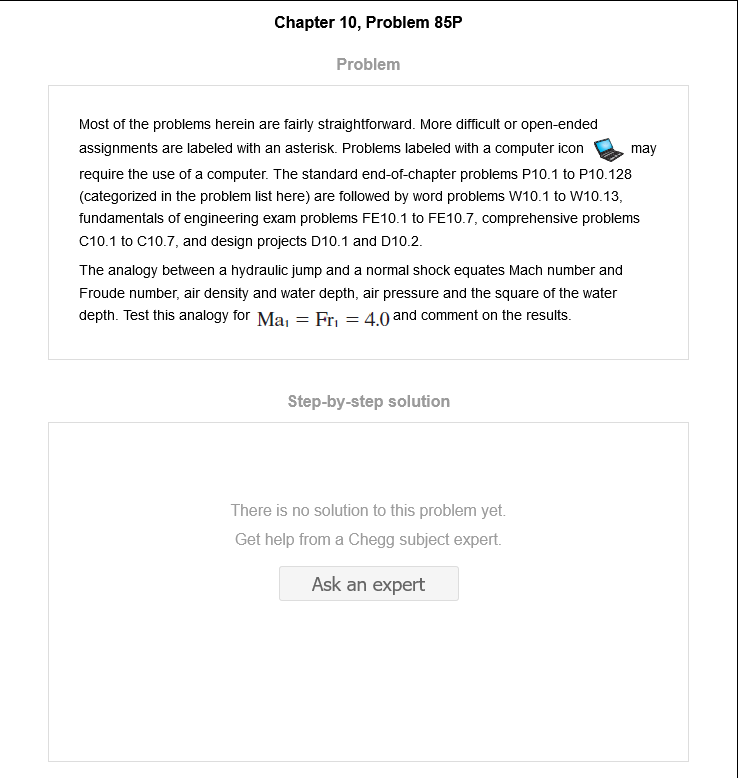 Chapter 10, Problem 85P
Problem
Most of the problems herein are fairly straightforward. More difficult or open-ended
assignments are labeled with an asterisk. Problems labeled with a computer icon may
require the use of a computer. The standard end-of-chapter problems P10.1 to P10.128
(categorized in the problem list here) are followed by word problems W10.1 to W10.13,
fundamentals of engineering exam problems FE10.1 to FE10.7, comprehensive problems
C10.1 to C10.7, and design projects D10.1 and D10.2.
The analogy between a hydraulic jump and a normal shock equates Mach number and
Froude number, air density and water depth, air pressure and the square of the water
depth. Test this analogy for Ma₁ = Fr₁ = 4.0 and comment on the results.
Step-by-step solution
There is no solution to this problem yet.
Get help from a Chegg subject expert.
Ask an expert